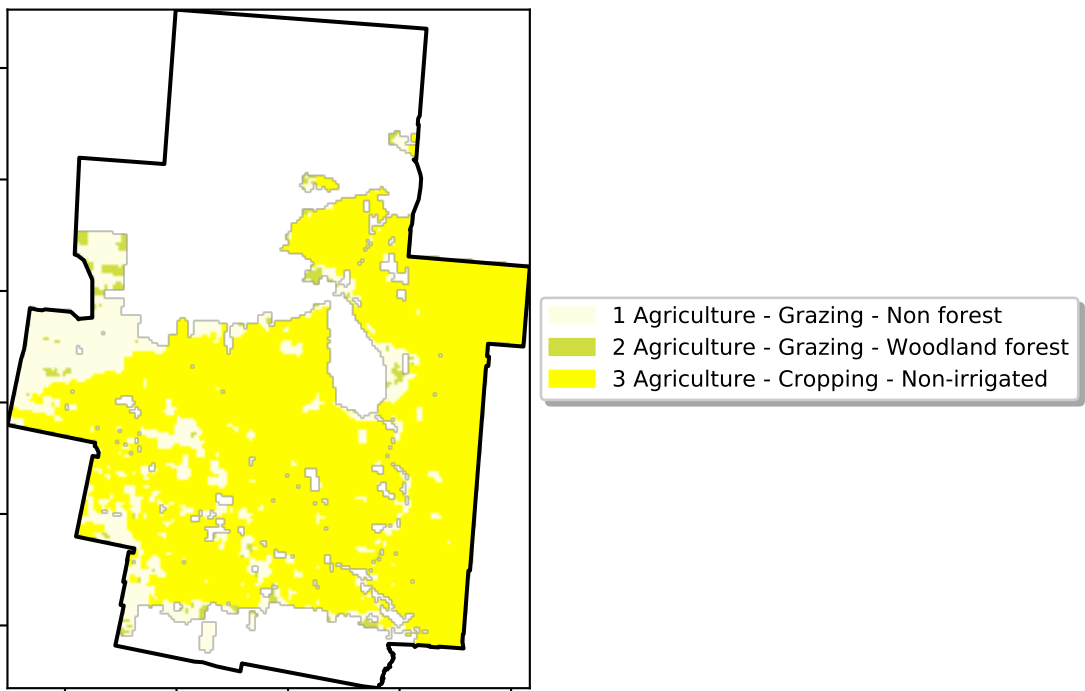 1 Agriculture - Grazing - Non forest
2 Agriculture - Grazing - Woodland forest
3 Agriculture - Cropping - Non-irrigated